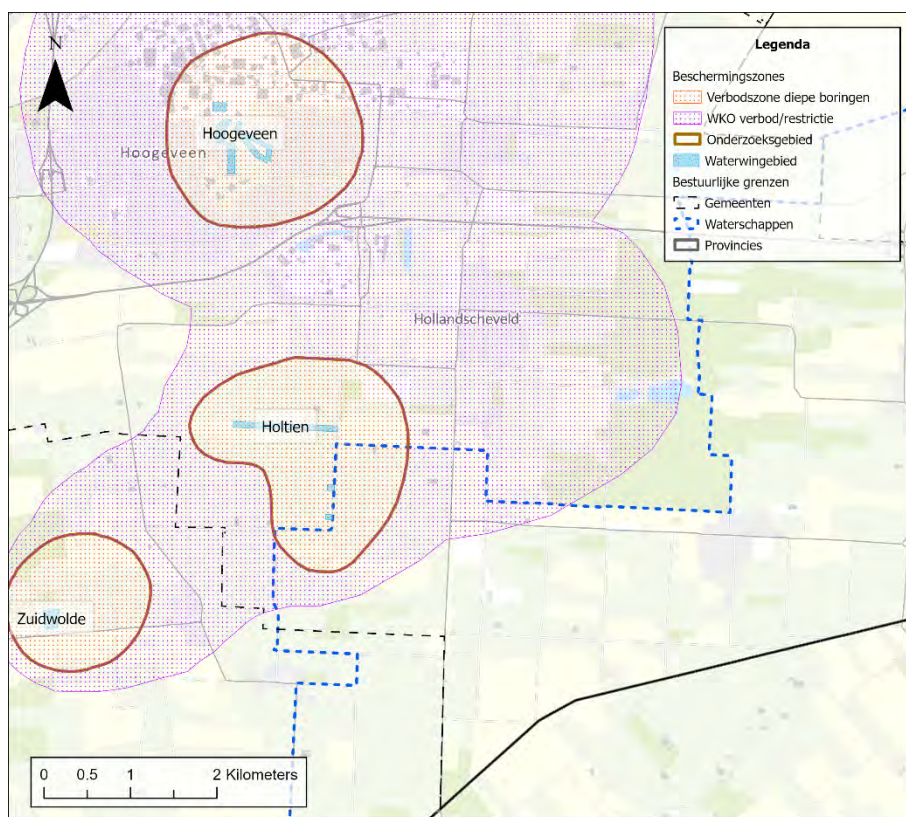 N
Hoogeveen
Hoogeveen
Hollandscheveld
Holtien
Zuidwolde
Legenda
Beschermingszones
Verbodszone diepe boringen
WKO verbod/restrictie
Onderzoeksgebied
Waterwingebied
Bestuurlijke grenzen
Gemeenten
Waterschappen
Provincies
0 0.5 1 2 Kilometers